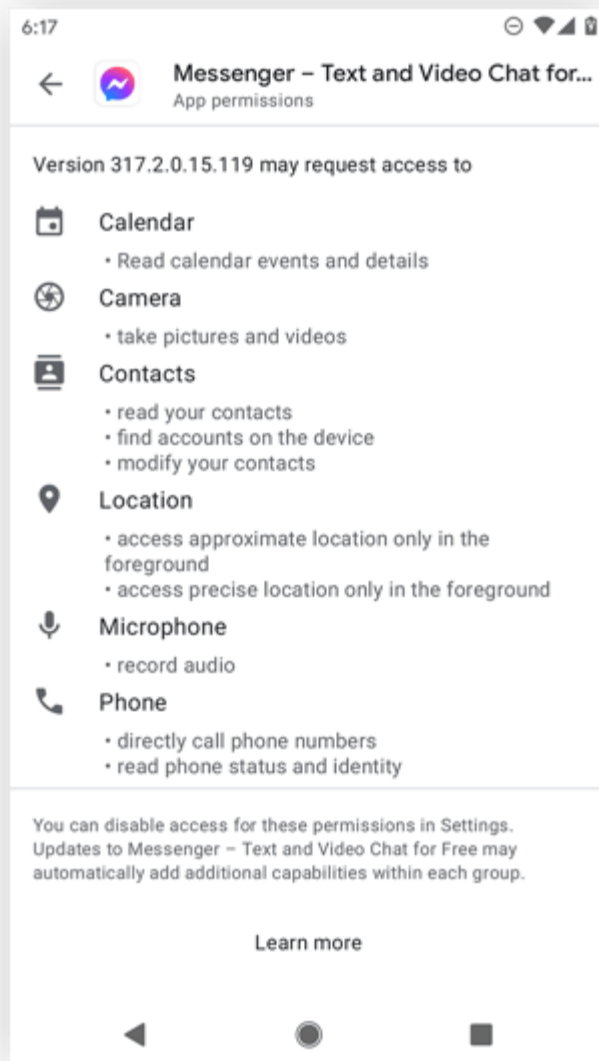 6:17
Messenger – Text and Video Chat for...
App permissions
Version 317.2.0.15.119 may request access to
Calendar
• Read calendar events and details
Camera
• take pictures and videos
Contacts
• read your contacts
• find accounts on the device
• modify your contacts
Location
• access approximate location only in the
foreground
• access precise location only in the foreground
Microphone
• record audio
Phone
• directly call phone numbers
• read phone status and identity
You can disable access for these permissions in Settings.
Updates to Messenger – Text and Video Chat for Free may
automatically add additional capabilities within each group.
Learn more